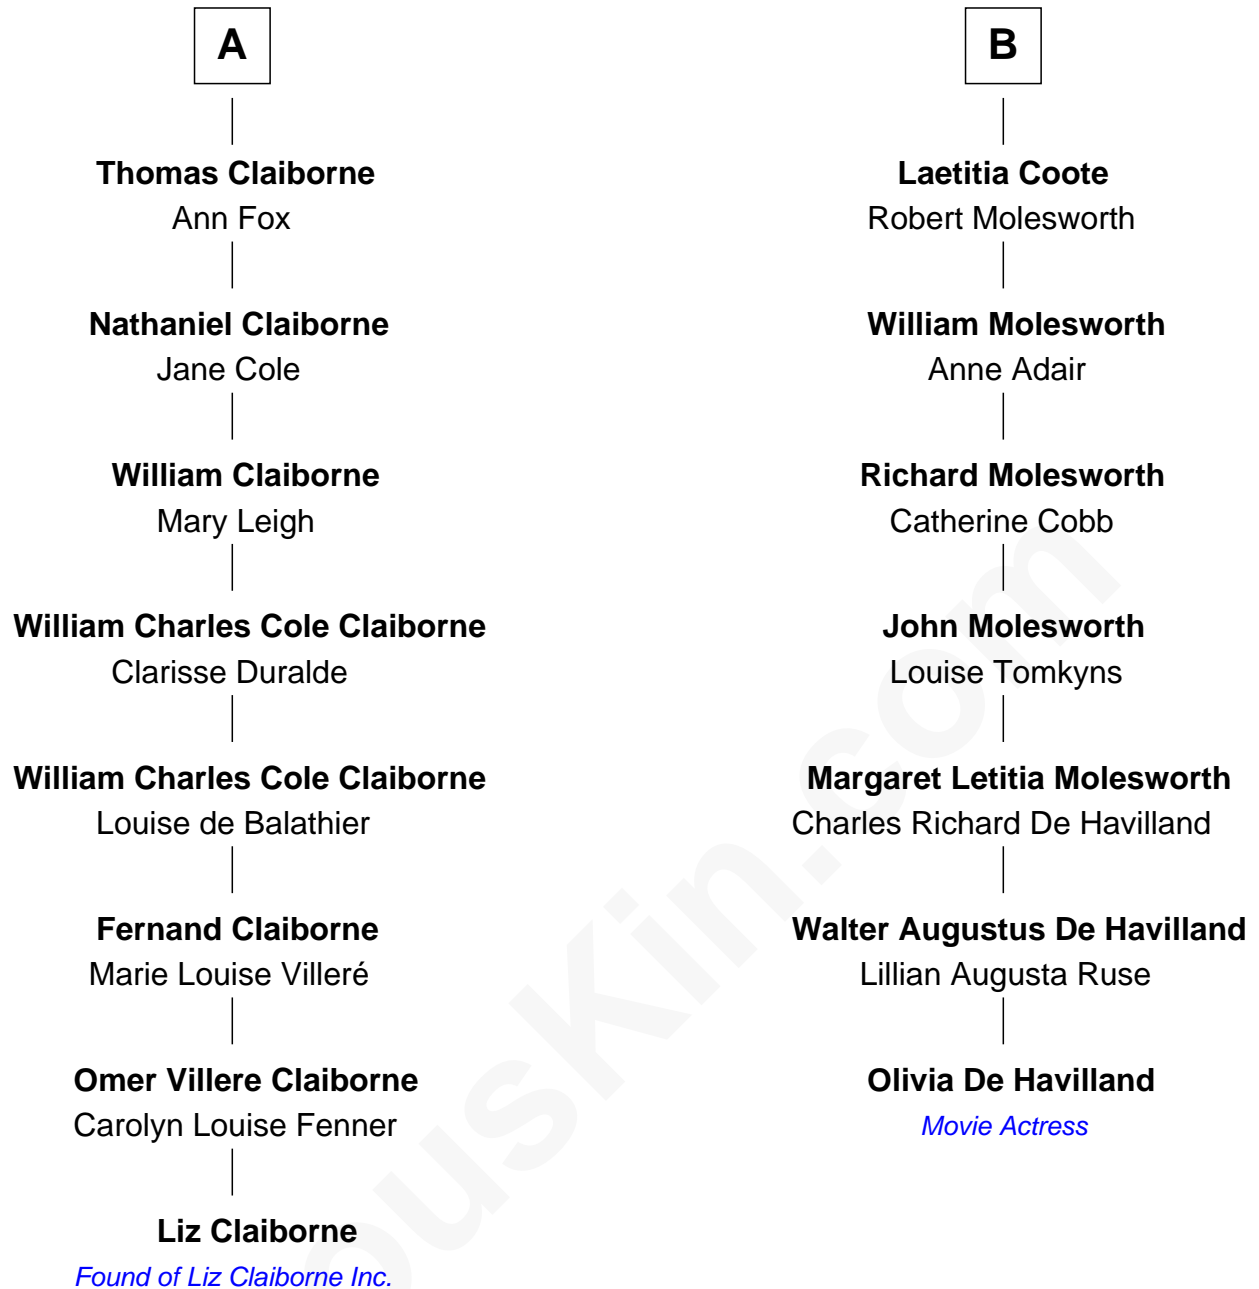 A
Thomas Claiborne
Ann Fox
Nathaniel Claiborne
Jane Cole
William Claiborne
Mary Leigh
William Charles Cole Claiborne
Clarisse Duralde
William Charles Cole Claiborne
Louise de Balathier
Fernand Claiborne
Marie Louise Villeré
Omer Villere Claiborne
Carolyn Louise Fenner
Liz Claiborne
Found of Liz Claiborne Inc.
B
Laetitia Coote
Robert Molesworth
William Molesworth
Anne Adair
Richard Molesworth
Catherine Cobb
John Molesworth
Louise Tomkyns
Margaret Letitia Molesworth
Charles Richard De Havilland
Walter Augustus De Havilland
Lillian Augusta Ruse
Olivia De Havilland
Movie Actress
ousKin.com